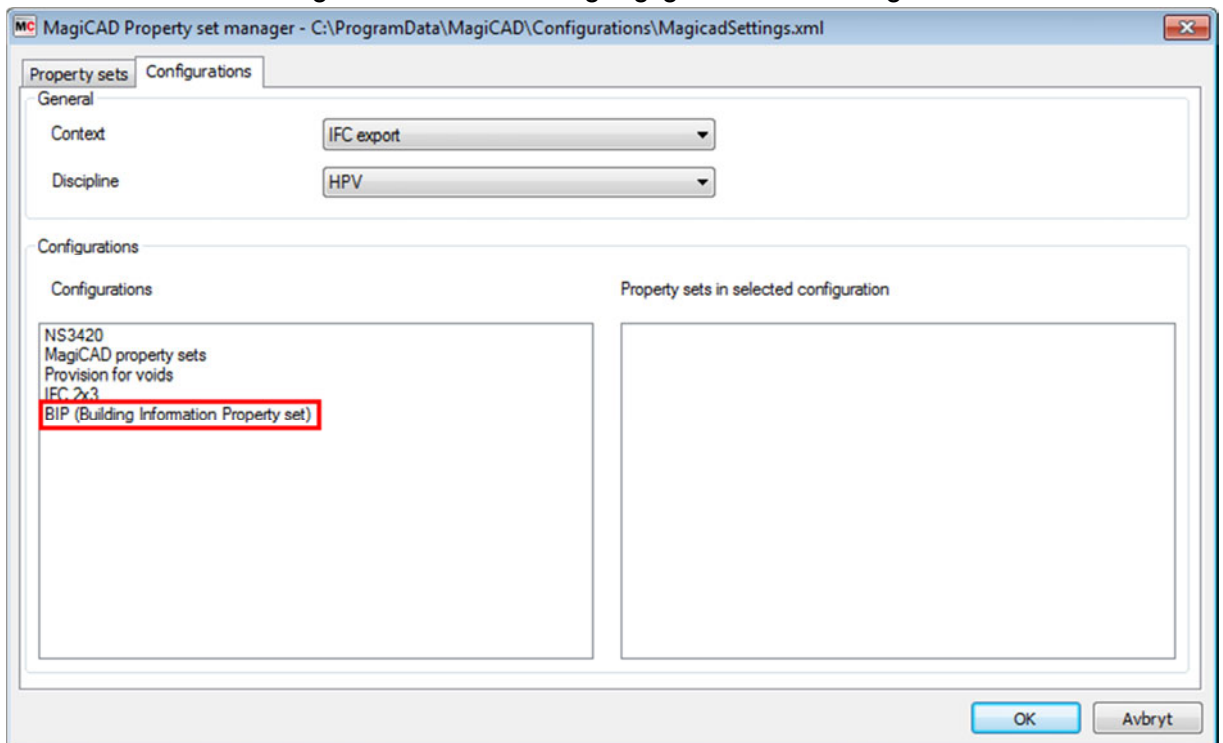 MC MagiCAD Property set manager - C:\ProgramData\MagiCAD\Configurations\MagicadSettings.xml
Property sets Configurations
General
Context IFC export
Discipline HPV
Configurations
Configurations Property sets in selected configuration
NS3420
MagiCAD property sets
Provision for voids
IFC 2x3
BIP (Building Information Property set)
OK Avbryt